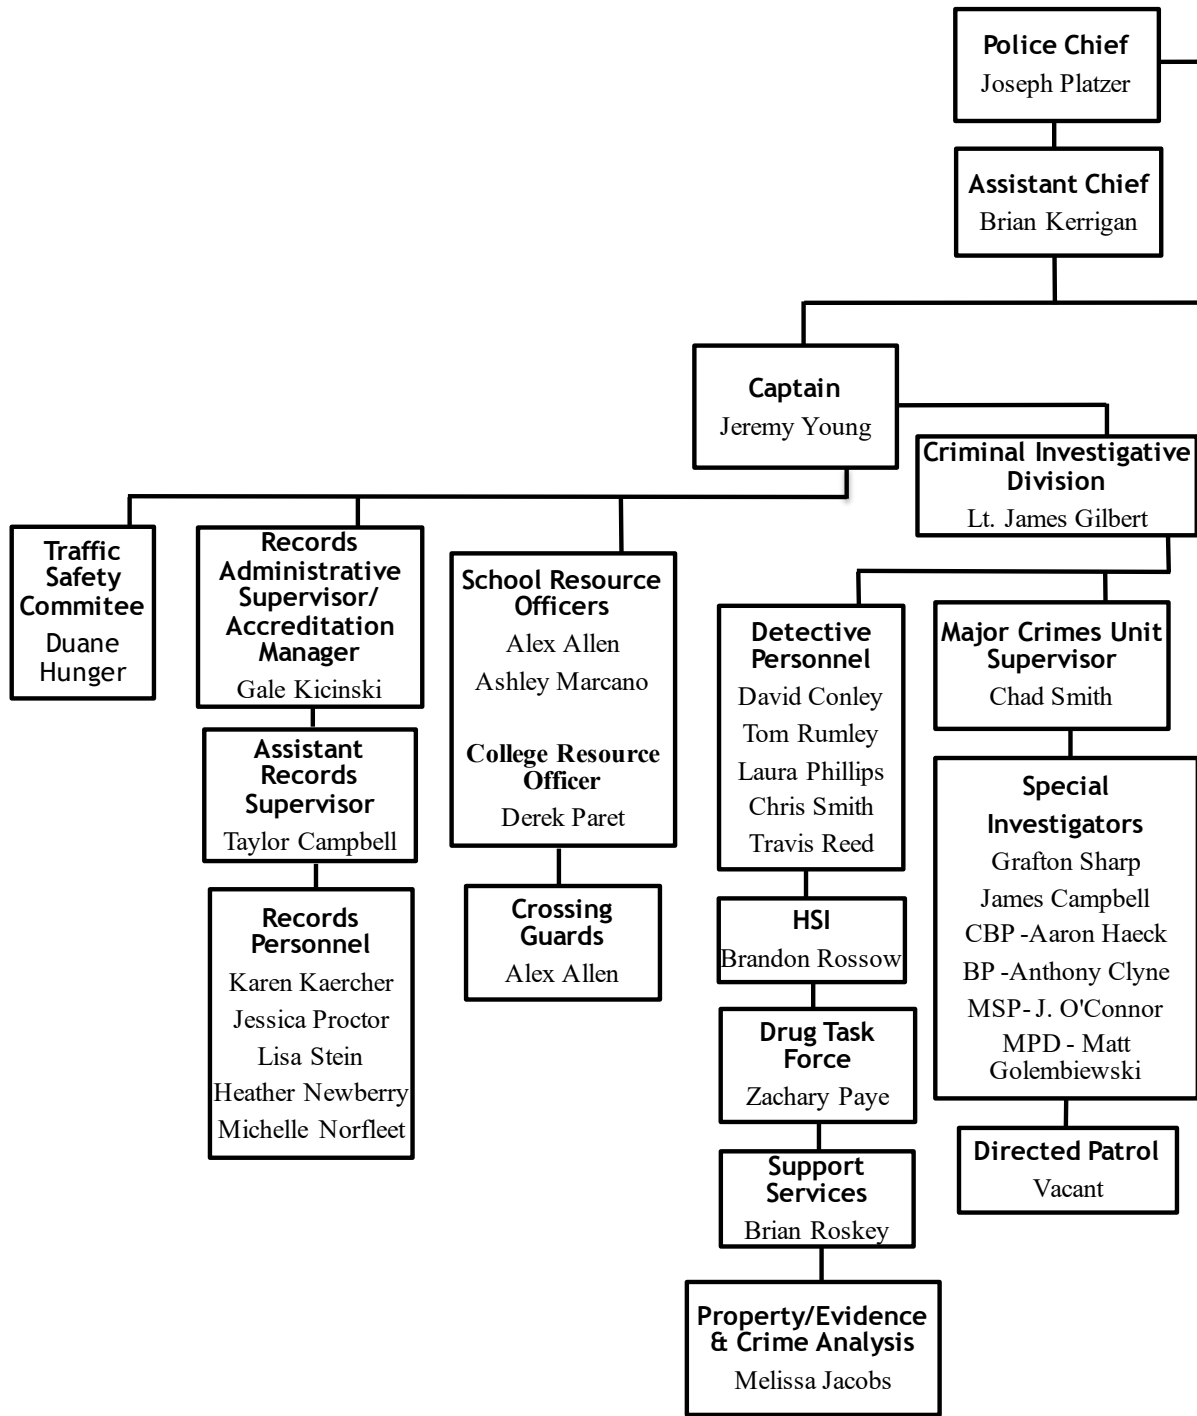 Police Chief
Joseph Platzer
Assistant Chief
Brian Kerrigan
Captain
Jeremy Young
Criminal Investigative
Division
Lt. James Gilbert
Traffic
Safety
Commitee
Duane
Hunger
Records
Administrative
Supervisor/
Accreditation
Manager
Gale Kicinski
Assistant
Records
Supervisor
Taylor Campbell
Records
Personnel
Karen Kaercher
Jessica Proctor
Lisa Stein
Heather Newberry
Michelle Norfleet
School Resource
Officers
Alex Allen
Ashley Marcano
College Resource
Officer
Derek Paret
Crossing
Guards
Alex Allen
Detective
Personnel
David Conley
Tom Rumley
Laura Phillips
Chris Smith
Travis Reed
HSI
Brandon Rossow
Drug Task
Force
Zachary Paye
Support
Services
Brian Roskey
Property/Evidence
& Crime Analysis
Melissa Jacobs
Major Crimes Unit
Supervisor
Chad Smith
Special
Investigators
Grafton Sharp
James Campbell
CBP -Aaron Haeck
BP -Anthony Clyne
MSP- J. O'Connor
MPD - Matt
Golembiewski
Directed Patrol
Vacant